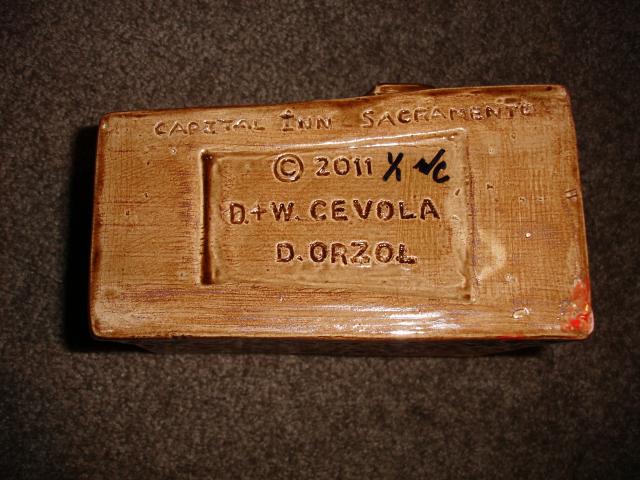 CAPITAL INN SACRAMENTO
© 2011 X N/C
D.+W. CEVOLA
D. ORZOL